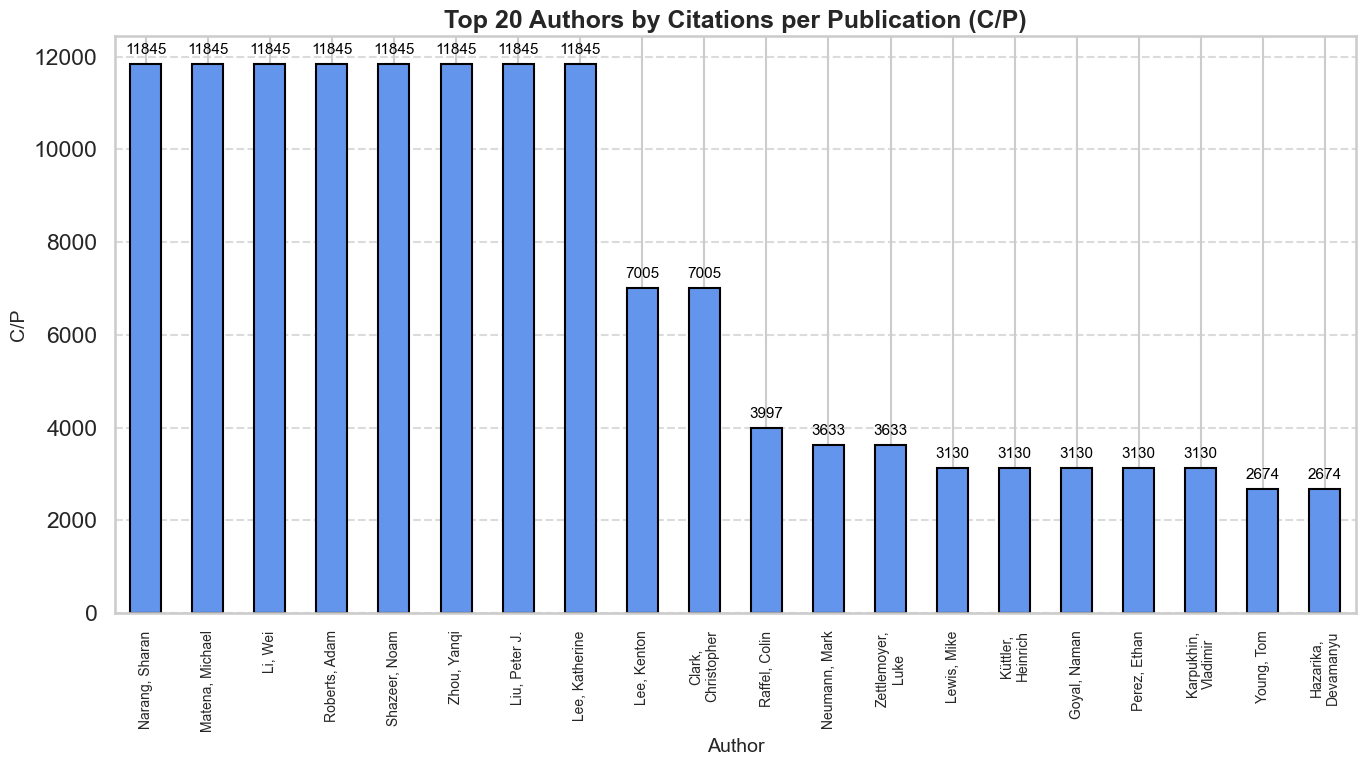 Top 20 Authors by Citations per Publication (C/P)
12000
10000
8000
6000
4000
2000
0
C/P
11845
11845
11845
11845
11845
11845
11845
11845
7005
7005
3997
3633
3633
3130
3130
3130
3130
3130
2674
2674
Narang, Sharan
Matena, Michael
Li, Wei
Roberts, Adam
Shazeer, Noam
Zhou, Yanqi
Liu, Peter J.
Lee, Katherine
Lee, Kenton
Clark,
Christopher
Raffel, Colin
Neumann, Mark
Zettlemoyer,
Luke
Lewis, Mike
Küttler,
Heinrich
Goyal, Naman
Perez, Ethan
Karpukhin,
Vladimir
Young, Tom
Hazarika,
Devamanyu
Author